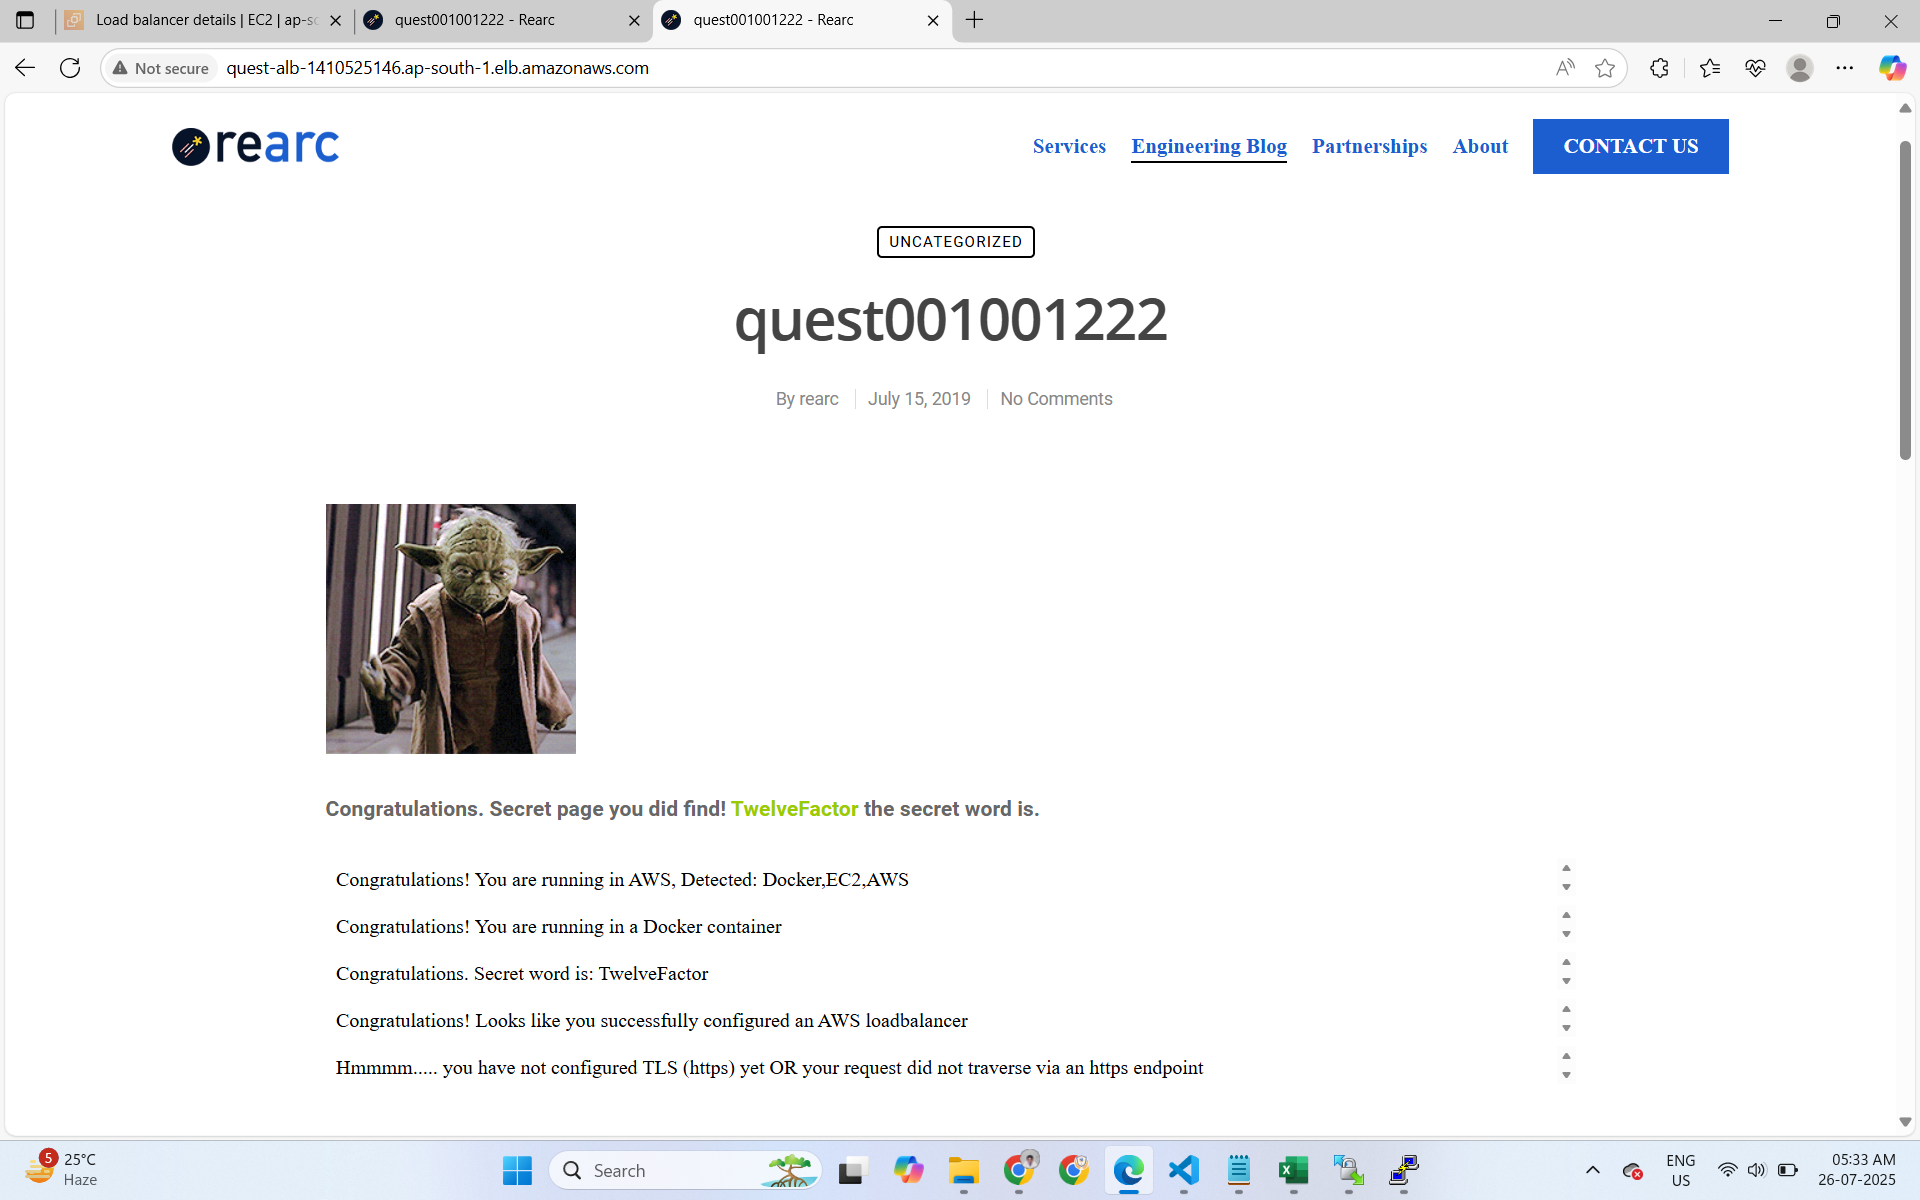 Load balancer details | EC2 | ap-so
quest001001222 - Rearc
quest001001222 - Rearc
Not secure
quest-alb-1410525146.ap-south-1.elb.amazonaws.com
rearc
Services
Engineering Blog
Partnerships
About
CONTACT US
UNCATEGORIZED
quest001001222
By rearc
July 15, 2019
No Comments
Congratulations. Secret page you did find! TwelveFactor the secret word is.
Congratulations! You are running in AWS, Detected: Docker,EC2,AWS
Congratulations! You are running in a Docker container
Congratulations. Secret word is: TwelveFactor
Congratulations! Looks like you successfully configured an AWS loadbalancer
Hmmmm..... you have not configured TLS (https) yet OR your request did not traverse via an https endpoint
5
25°C
Haze
Search
ENG
US
05:33 AM
26-07-2025